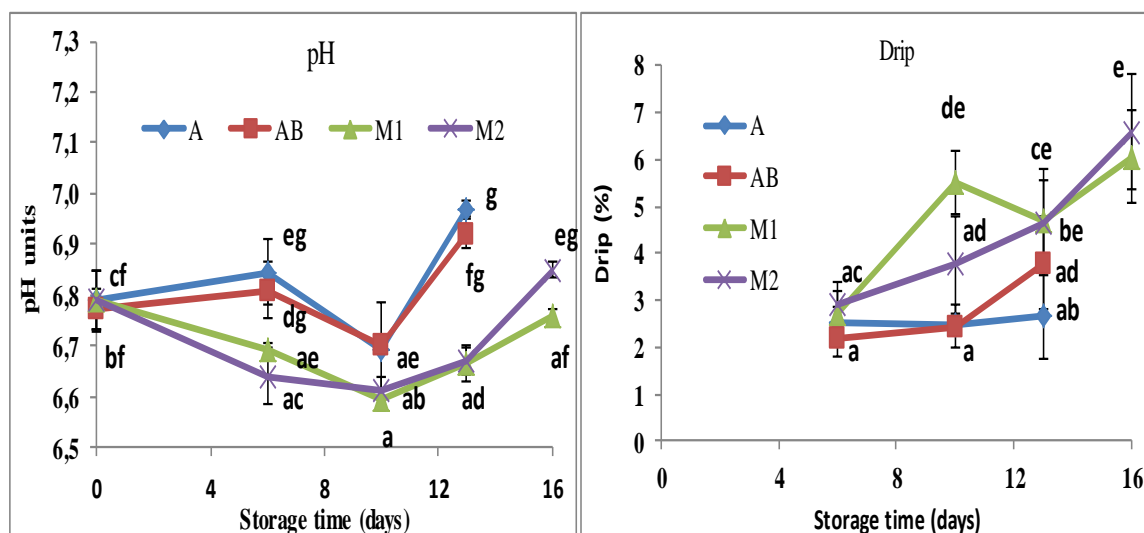 pH
7,3
7,2
7,1
7,0
6,9
6,8
6,7
6,6
6,5
pH units
A AB M1 M2
cf
bf
eg
dg
ae
ac
ae
ab
a
g
fg
ad
eg
af
0 4 8 12 16
Storage time (days)
Drip
8
7
6
5
4
3
2
1
0
Drip (%)
A
AB
M1
M2
ac
a
de
ad
a
ce
be
ad
ab
e
0 4 8 12 16
Storage time (days)